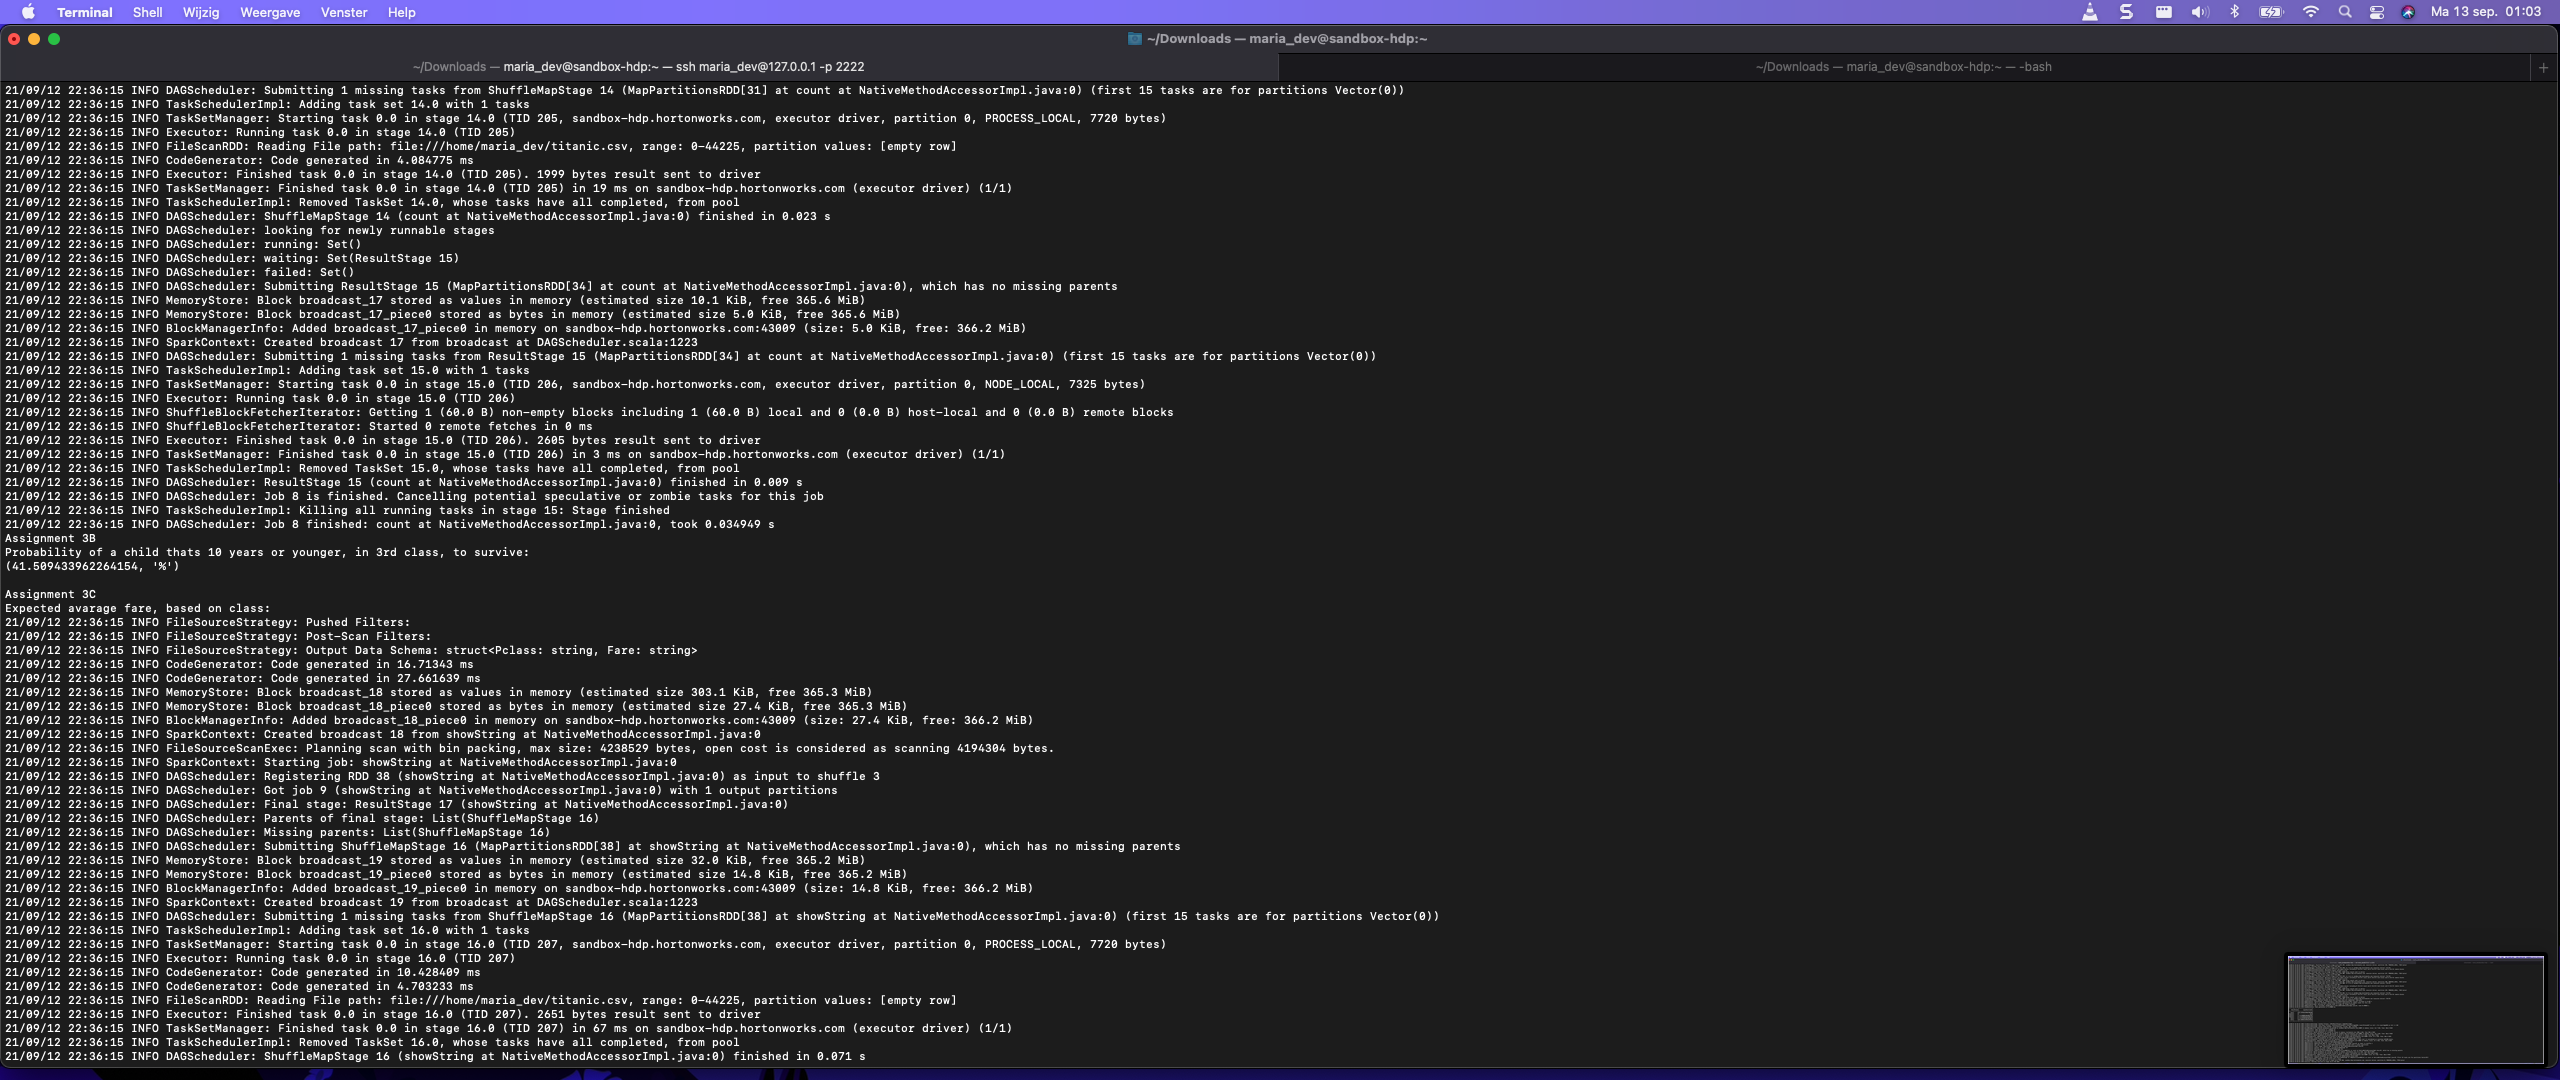 Terminal Shell Wijzig Weergave Venster Help Ma 13 sep. 01:03
~/Downloads — maria_dev@sandbox-hdp:~
~/Downloads — maria_dev@sandbox-hdp:~ — ssh maria_dev@127.0.0.1 -p 2222 ~/Downloads — maria_dev@sandbox-hdp:~ — -bash +
21/09/12 22:36:15 INFO DAGScheduler: Submitting 1 missing tasks from ShuffleMapStage 14 (MapPartitionsRDD[31] at count at NativeMethodAccessorImpl.java:0) (first 15 tasks are for partitions Vector(0))
21/09/12 22:36:15 INFO TaskSchedulerImpl: Adding task set 14.0 with 1 tasks
21/09/12 22:36:15 INFO TaskSetManager: Starting task 0.0 in stage 14.0 (TID 205, sandbox-hdp.hortonworks.com, executor driver, partition 0, PROCESS_LOCAL, 7720 bytes)
21/09/12 22:36:15 INFO Executor: Running task 0.0 in stage 14.0 (TID 205)
21/09/12 22:36:15 INFO FileScanRDD: Reading File path: file:///home/maria_dev/titanic.csv, range: 0-44225, partition values: [empty row]
21/09/12 22:36:15 INFO CodeGenerator: Code generated in 4.084775 ms
21/09/12 22:36:15 INFO Executor: Finished task 0.0 in stage 14.0 (TID 205). 1999 bytes result sent to driver
21/09/12 22:36:15 INFO TaskSetManager: Finished task 0.0 in stage 14.0 (TID 205) in 19 ms on sandbox-hdp.hortonworks.com (executor driver) (1/1)
21/09/12 22:36:15 INFO TaskSchedulerImpl: Removed TaskSet 14.0, whose tasks have all completed, from pool
21/09/12 22:36:15 INFO DAGScheduler: ShuffleMapStage 14 (count at NativeMethodAccessorImpl.java:0) finished in 0.023 s
21/09/12 22:36:15 INFO DAGScheduler: looking for newly runnable stages
21/09/12 22:36:15 INFO DAGScheduler: running: Set()
21/09/12 22:36:15 INFO DAGScheduler: waiting: Set(ResultStage 15)
21/09/12 22:36:15 INFO DAGScheduler: failed: Set()
21/09/12 22:36:15 INFO DAGScheduler: Submitting ResultStage 15 (MapPartitionsRDD[34] at count at NativeMethodAccessorImpl.java:0), which has no missing parents
21/09/12 22:36:15 INFO MemoryStore: Block broadcast_17 stored as values in memory (estimated size 10.1 KiB, free 365.6 MiB)
21/09/12 22:36:15 INFO MemoryStore: Block broadcast_17_piece0 stored as bytes in memory (estimated size 5.0 KiB, free 365.6 MiB)
21/09/12 22:36:15 INFO BlockManagerInfo: Added broadcast_17_piece0 in memory on sandbox-hdp.hortonworks.com:43009 (size: 5.0 KiB, free: 366.2 MiB)
21/09/12 22:36:15 INFO SparkContext: Created broadcast 17 from broadcast at DAGScheduler.scala:1223
21/09/12 22:36:15 INFO DAGScheduler: Submitting 1 missing tasks from ResultStage 15 (MapPartitionsRDD[34] at count at NativeMethodAccessorImpl.java:0) (first 15 tasks are for partitions Vector(0))
21/09/12 22:36:15 INFO TaskSchedulerImpl: Adding task set 15.0 with 1 tasks
21/09/12 22:36:15 INFO TaskSetManager: Starting task 0.0 in stage 15.0 (TID 206, sandbox-hdp.hortonworks.com, executor driver, partition 0, NODE_LOCAL, 7325 bytes)
21/09/12 22:36:15 INFO Executor: Running task 0.0 in stage 15.0 (TID 206)
21/09/12 22:36:15 INFO ShuffleBlockFetcherIterator: Getting 1 (60.0 B) non-empty blocks including 1 (60.0 B) local and 0 (0.0 B) host-local and 0 (0.0 B) remote blocks
21/09/12 22:36:15 INFO ShuffleBlockFetcherIterator: Started 0 remote fetches in 0 ms
21/09/12 22:36:15 INFO Executor: Finished task 0.0 in stage 15.0 (TID 206). 2605 bytes result sent to driver
21/09/12 22:36:15 INFO TaskSetManager: Finished task 0.0 in stage 15.0 (TID 206) in 3 ms on sandbox-hdp.hortonworks.com (executor driver) (1/1)
21/09/12 22:36:15 INFO TaskSchedulerImpl: Removed TaskSet 15.0, whose tasks have all completed, from pool
21/09/12 22:36:15 INFO DAGScheduler: ResultStage 15 (count at NativeMethodAccessorImpl.java:0) finished in 0.009 s
21/09/12 22:36:15 INFO DAGScheduler: Job 8 is finished. Cancelling potential speculative or zombie tasks for this job
21/09/12 22:36:15 INFO TaskSchedulerImpl: Killing all running tasks in stage 15: Stage finished
21/09/12 22:36:15 INFO DAGScheduler: Job 8 finished: count at NativeMethodAccessorImpl.java:0, took 0.034949 s
Assignment 3B
Probability of a child thats 10 years or younger, in 3rd class, to survive:
(41.509433962264154, '%')
Assignment 3C
Expected avarage fare, based on class:
21/09/12 22:36:15 INFO FileSourceStrategy: Pushed Filters:
21/09/12 22:36:15 INFO FileSourceStrategy: Post-Scan Filters:
21/09/12 22:36:15 INFO FileSourceStrategy: Output Data Schema: struct<Pclass: string, Fare: string>
21/09/12 22:36:15 INFO CodeGenerator: Code generated in 16.71343 ms
21/09/12 22:36:15 INFO CodeGenerator: Code generated in 27.661639 ms
21/09/12 22:36:15 INFO MemoryStore: Block broadcast_18 stored as values in memory (estimated size 303.1 KiB, free 365.3 MiB)
21/09/12 22:36:15 INFO MemoryStore: Block broadcast_18_piece0 stored as bytes in memory (estimated size 27.4 KiB, free 365.3 MiB)
21/09/12 22:36:15 INFO BlockManagerInfo: Added broadcast_18_piece0 in memory on sandbox-hdp.hortonworks.com:43009 (size: 27.4 KiB, free: 366.2 MiB)
21/09/12 22:36:15 INFO SparkContext: Created broadcast 18 from showString at NativeMethodAccessorImpl.java:0
21/09/12 22:36:15 INFO FileSourceScanExec: Planning scan with bin packing, max size: 4238529 bytes, open cost is considered as scanning 4194304 bytes.
21/09/12 22:36:15 INFO SparkContext: Starting job: showString at NativeMethodAccessorImpl.java:0
21/09/12 22:36:15 INFO DAGScheduler: Registering RDD 38 (showString at NativeMethodAccessorImpl.java:0) as input to shuffle 3
21/09/12 22:36:15 INFO DAGScheduler: Got job 9 (showString at NativeMethodAccessorImpl.java:0) with 1 output partitions
21/09/12 22:36:15 INFO DAGScheduler: Final stage: ResultStage 17 (showString at NativeMethodAccessorImpl.java:0)
21/09/12 22:36:15 INFO DAGScheduler: Parents of final stage: List(ShuffleMapStage 16)
21/09/12 22:36:15 INFO DAGScheduler: Missing parents: List(ShuffleMapStage 16)
21/09/12 22:36:15 INFO DAGScheduler: Submitting ShuffleMapStage 16 (MapPartitionsRDD[38] at showString at NativeMethodAccessorImpl.java:0), which has no missing parents
21/09/12 22:36:15 INFO MemoryStore: Block broadcast_19 stored as values in memory (estimated size 32.0 KiB, free 365.2 MiB)
21/09/12 22:36:15 INFO MemoryStore: Block broadcast_19_piece0 stored as bytes in memory (estimated size 14.8 KiB, free 365.2 MiB)
21/09/12 22:36:15 INFO BlockManagerInfo: Added broadcast_19_piece0 in memory on sandbox-hdp.hortonworks.com:43009 (size: 14.8 KiB, free: 366.2 MiB)
21/09/12 22:36:15 INFO SparkContext: Created broadcast 19 from broadcast at DAGScheduler.scala:1223
21/09/12 22:36:15 INFO DAGScheduler: Submitting 1 missing tasks from ShuffleMapStage 16 (MapPartitionsRDD[38] at showString at NativeMethodAccessorImpl.java:0) (first 15 tasks are for partitions Vector(0))
21/09/12 22:36:15 INFO TaskSchedulerImpl: Adding task set 16.0 with 1 tasks
21/09/12 22:36:15 INFO TaskSetManager: Starting task 0.0 in stage 16.0 (TID 207, sandbox-hdp.hortonworks.com, executor driver, partition 0, PROCESS_LOCAL, 7720 bytes)
21/09/12 22:36:15 INFO Executor: Running task 0.0 in stage 16.0 (TID 207)
21/09/12 22:36:15 INFO CodeGenerator: Code generated in 10.428409 ms
21/09/12 22:36:15 INFO CodeGenerator: Code generated in 4.703233 ms
21/09/12 22:36:15 INFO FileScanRDD: Reading File path: file:///home/maria_dev/titanic.csv, range: 0-44225, partition values: [empty row]
21/09/12 22:36:15 INFO Executor: Finished task 0.0 in stage 16.0 (TID 207). 2651 bytes result sent to driver
21/09/12 22:36:15 INFO TaskSetManager: Finished task 0.0 in stage 16.0 (TID 207) in 67 ms on sandbox-hdp.hortonworks.com (executor driver) (1/1)
21/09/12 22:36:15 INFO TaskSchedulerImpl: Removed TaskSet 16.0, whose tasks have all completed, from pool
21/09/12 22:36:15 INFO DAGScheduler: ShuffleMapStage 16 (showString at NativeMethodAccessorImpl.java:0) finished in 0.071 s